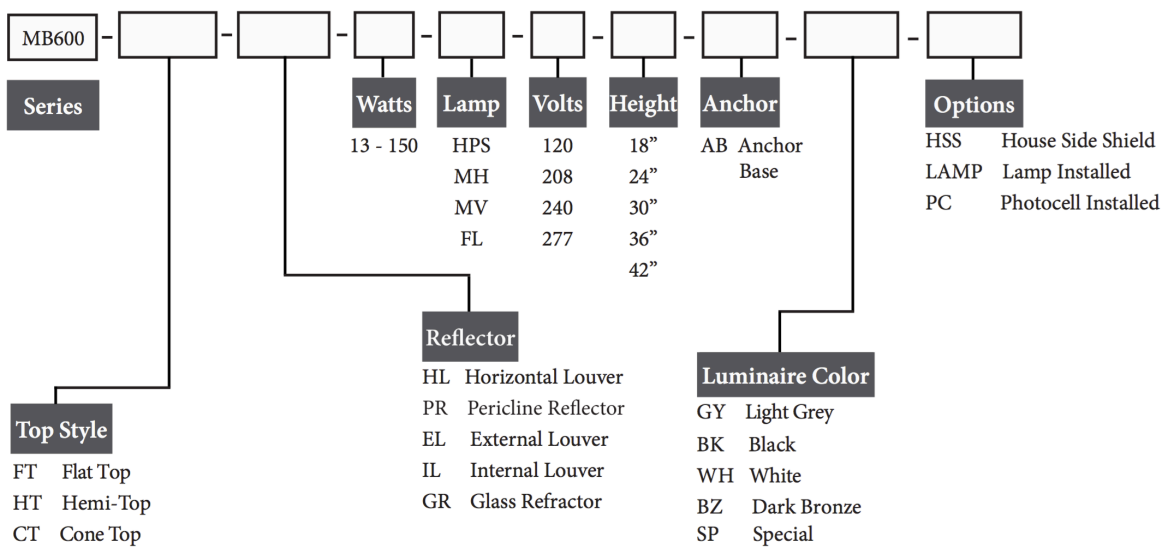 MB600 - - - - - - - - -
Series
Watts
13 - 150
Lamp
HPS
MH
MV
FL
Volts
120
208
240
277
Height
18”
24”
30”
36”
42”
Anchor
AB Anchor
Base
Options
HSS House Side Shield
LAMP Lamp Installed
PC Photocell Installed
Reflector
HL Horizontal Louver
PR Pericline Reflector
EL External Louver
IL Internal Louver
GR Glass Refractor
Luminaire Color
GY Light Grey
BK Black
WH White
BZ Dark Bronze
SP Special
Top Style
FT Flat Top
HT Hemi-Top
CT Cone Top